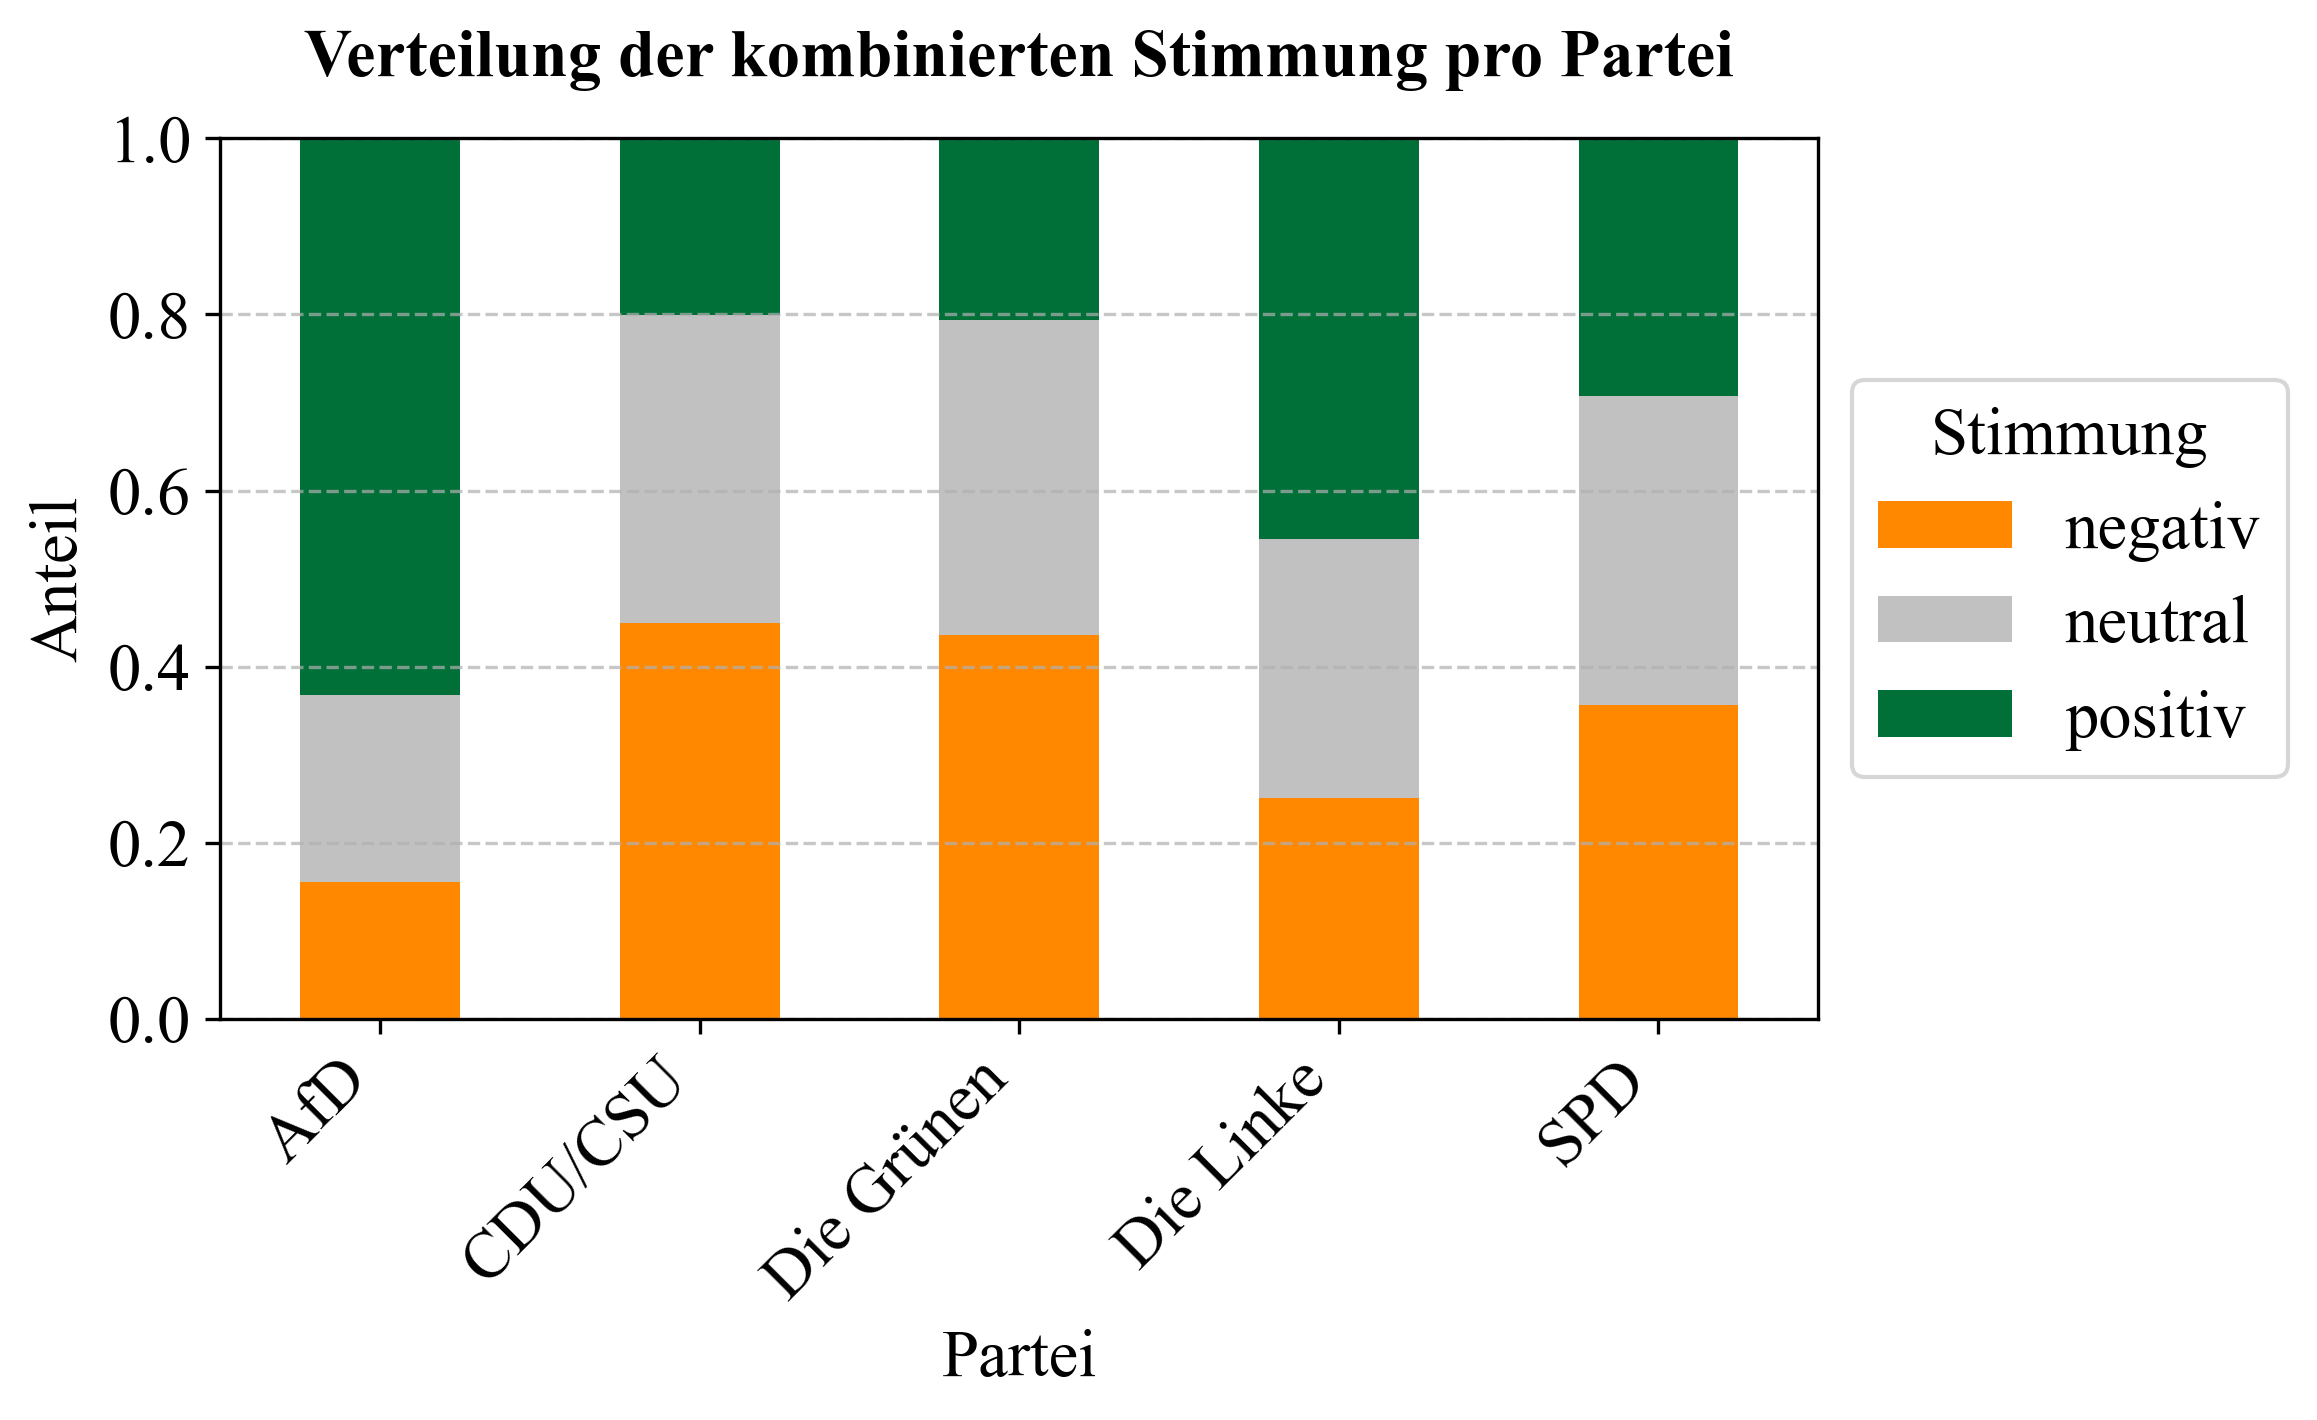 Verteilung der kombinierten Stimmung pro Partei
1.0
0.8
0.6
0.4
0.2
0.0
Anteil
AfD
CDU/CSU
Die Grünen
Die Linke
SPD
Partei
Stimmung
negativ
neutral
positiv